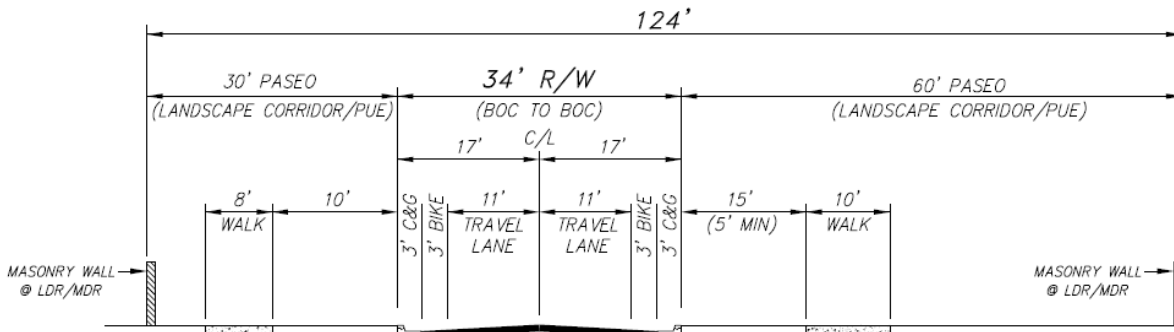 124'
30' PASEO
(LANDSCAPE CORRIDOR/PUE)
34' R/W
(BOC TO BOC)
60' PASEO
(LANDSCAPE CORRIDOR/PUE)
C/L
17'
17'
8'
WALK
10'
3' C&G
3' BIKE
11'
TRAVEL
LANE
11'
TRAVEL
LANE
3' BIKE
3' C&G
15'
(5' MIN)
10'
WALK
MASONRY WALL
@ LDR/MDR
MASONRY WALL
@ LDR/MDR